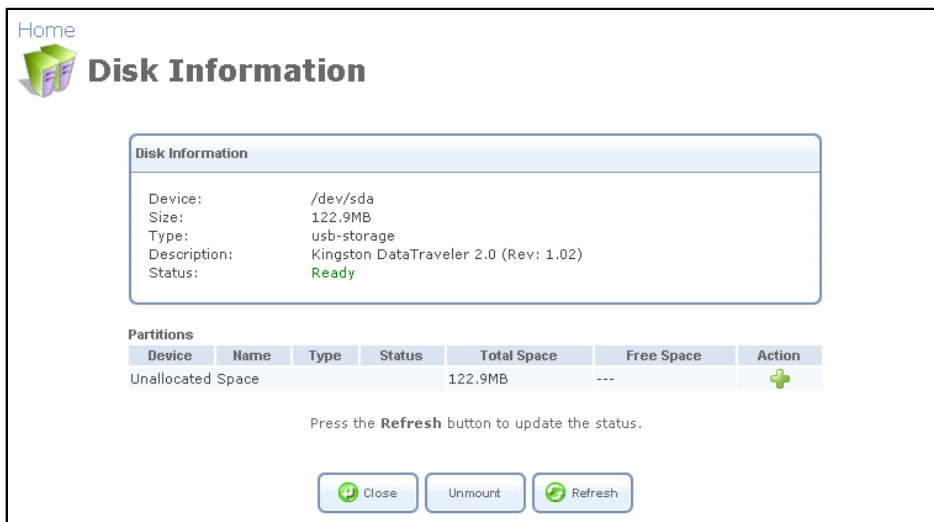 Home
Disk Information
Disk Information
Device: /dev/sda
Size: 122.9MB
Type: usb-storage
Description: Kingston DataTraveler 2.0 (Rev: 1.02)
Status: Ready
Partitions
Device Name Type Status Total Space Free Space Action
Unallocated Space 122.9MB ---
Press the Refresh button to update the status.
Close Unmount Refresh